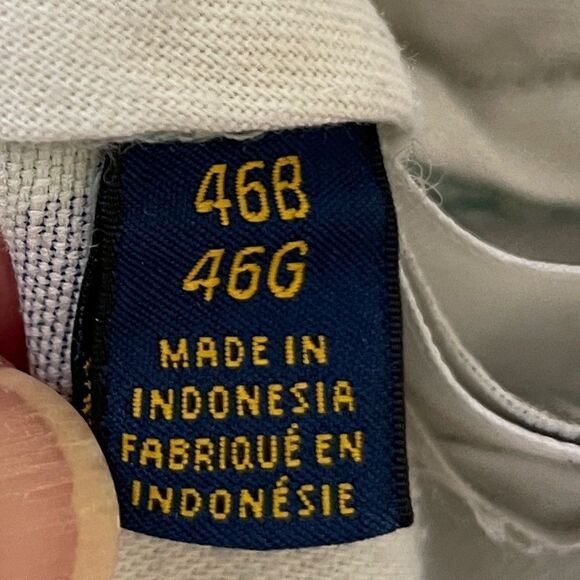 46B
46G
MADE IN
INDONESIA
FABRIQUÉ EN
INDONÉSIE